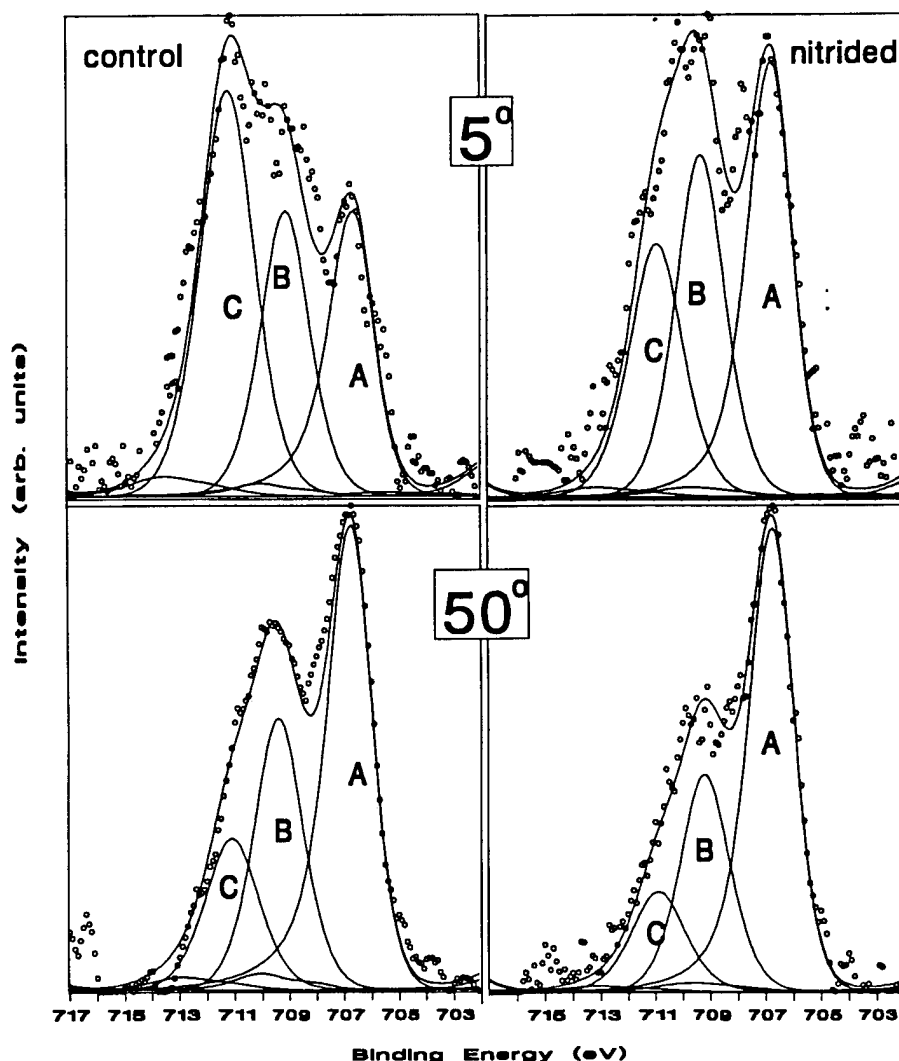 control
nitrided
5°
C
B
A
C
B
A
50°
C
B
A
C
B
A
Intensity (arb. units)
717 715 713 711 709 707 705 703
715 713 711 709 707 705 703
Binding Energy (eV)